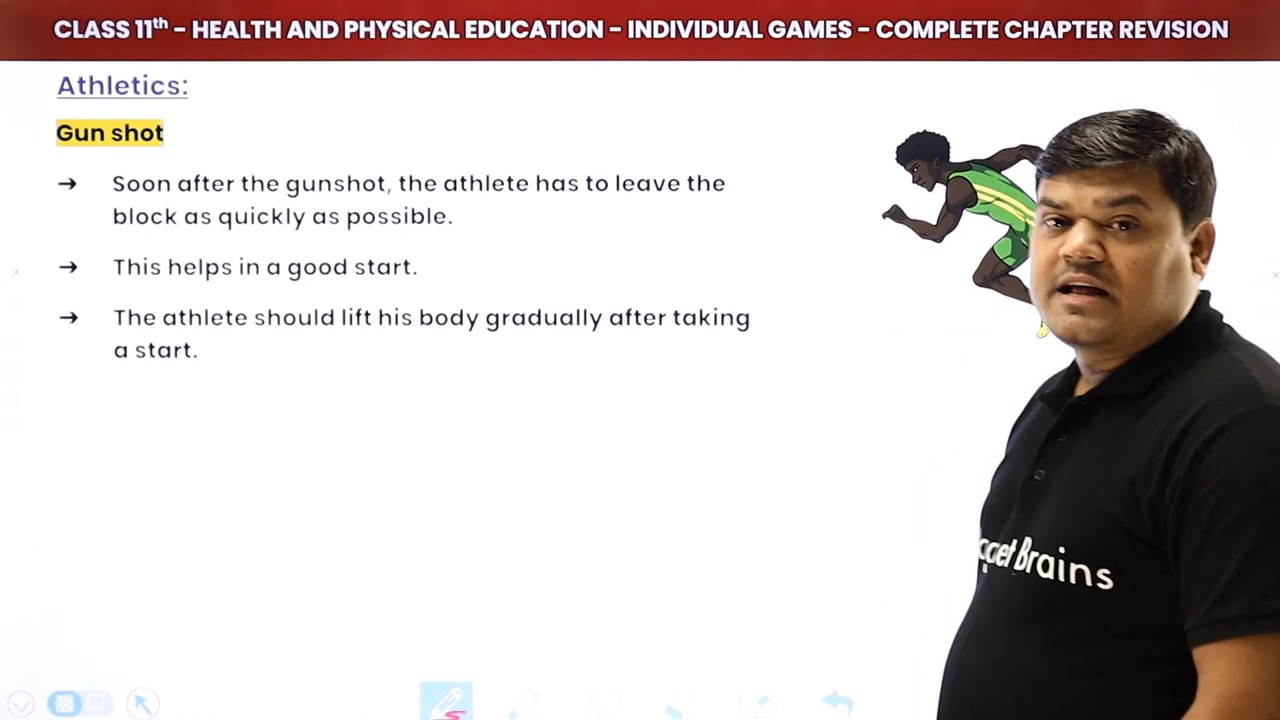 CLASS 11th – HEALTH AND PHYSICAL EDUCATION – INDIVIDUAL GAMES – COMPLETE CHAPTER REVISION
Athletics:
Gun shot
→ Soon after the gunshot, the athlete has to leave the
block as quickly as possible.
→ This helps in a good start.
→ The athlete should lift his body gradually after taking
a start.
Brains